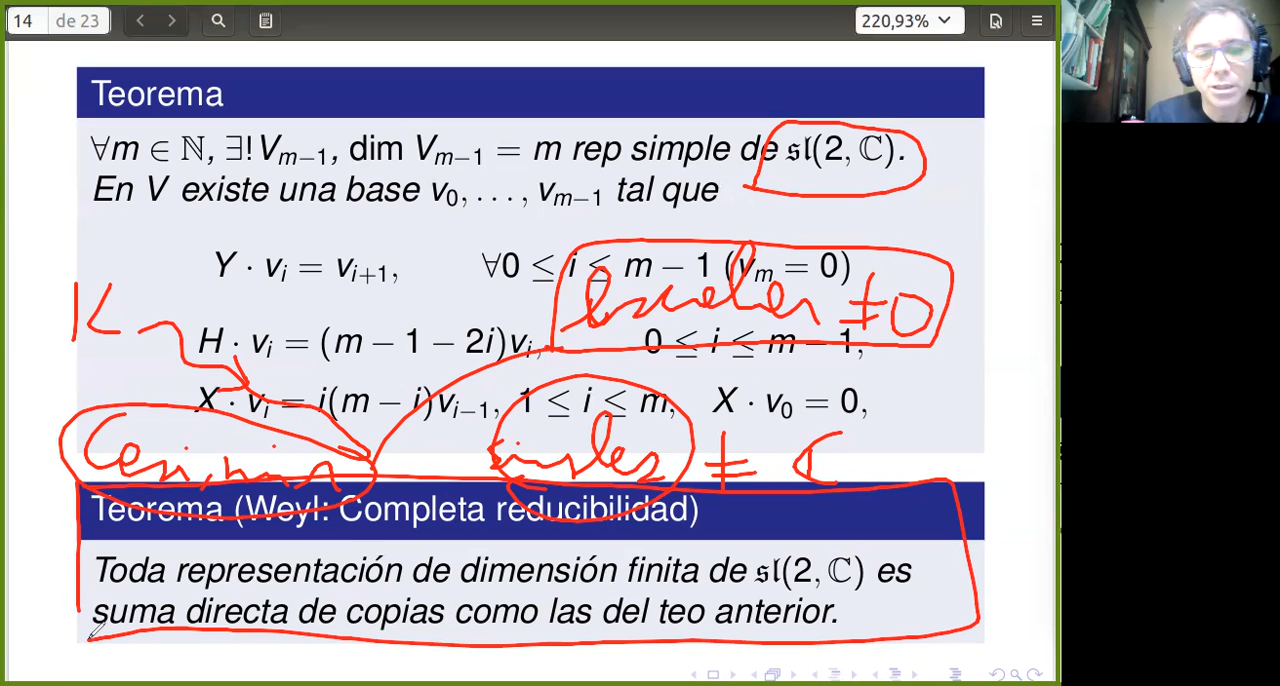 14 de 23 220,93%
Teorema
∀m ∈ ℕ, ∃! V_{m−1}, dim V_{m−1} = m rep simple de 𝔰𝔩(2, ℂ).
En V existe una base v_0, . . . , v_{m−1} tal que
Y · v_i = v_{i+1}, ∀0 ≤ i ≤ m − 1 (v_m = 0)
escalar ≠ 0
K
H · v_i = (m − 1 − 2i)v_i, 0 ≤ i ≤ m − 1,
X · v_i = i(m − i)v_{i−1}, 1 ≤ i ≤ m, X · v_0 = 0,
Casimir simples ≠ ℂ
Teorema (Weyl: Completa reducibilidad)
Toda representación de dimensión finita de 𝔰𝔩(2, ℂ) es
suma directa de copias como las del teo anterior.